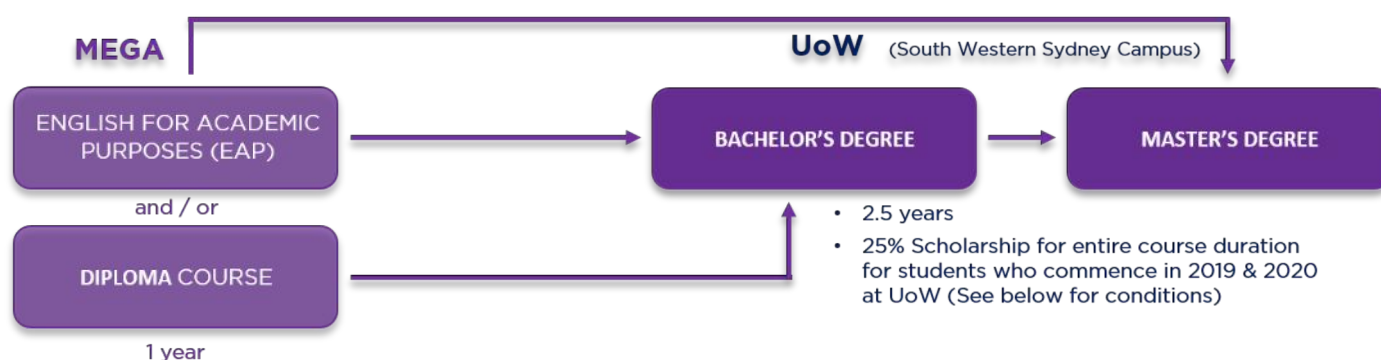 MEGA
UoW (South Western Sydney Campus)
ENGLISH FOR ACADEMIC
PURPOSES (EAP)
BACHELOR'S DEGREE
MASTER'S DEGREE
and / or
DIPLOMA COURSE
1 year
• 2.5 years
• 25% Scholarship for entire course duration
for students who commence in 2019 & 2020
at UoW (See below for conditions)